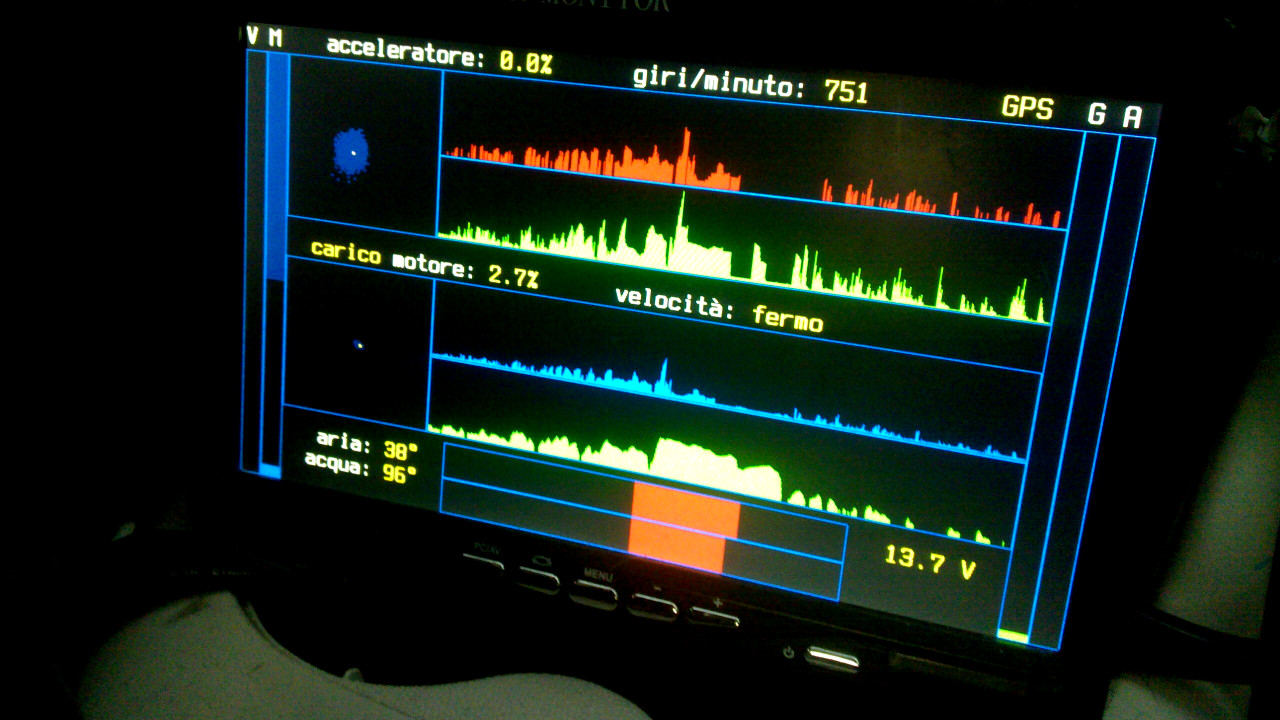 MONITOR
V M acceleratore: 0.0% giri/minuto: 751 GPS G A
carico motore: 2.7% velocità: fermo
aria: 38°
acqua: 96°
13.7 V
PC/AV MENU - +